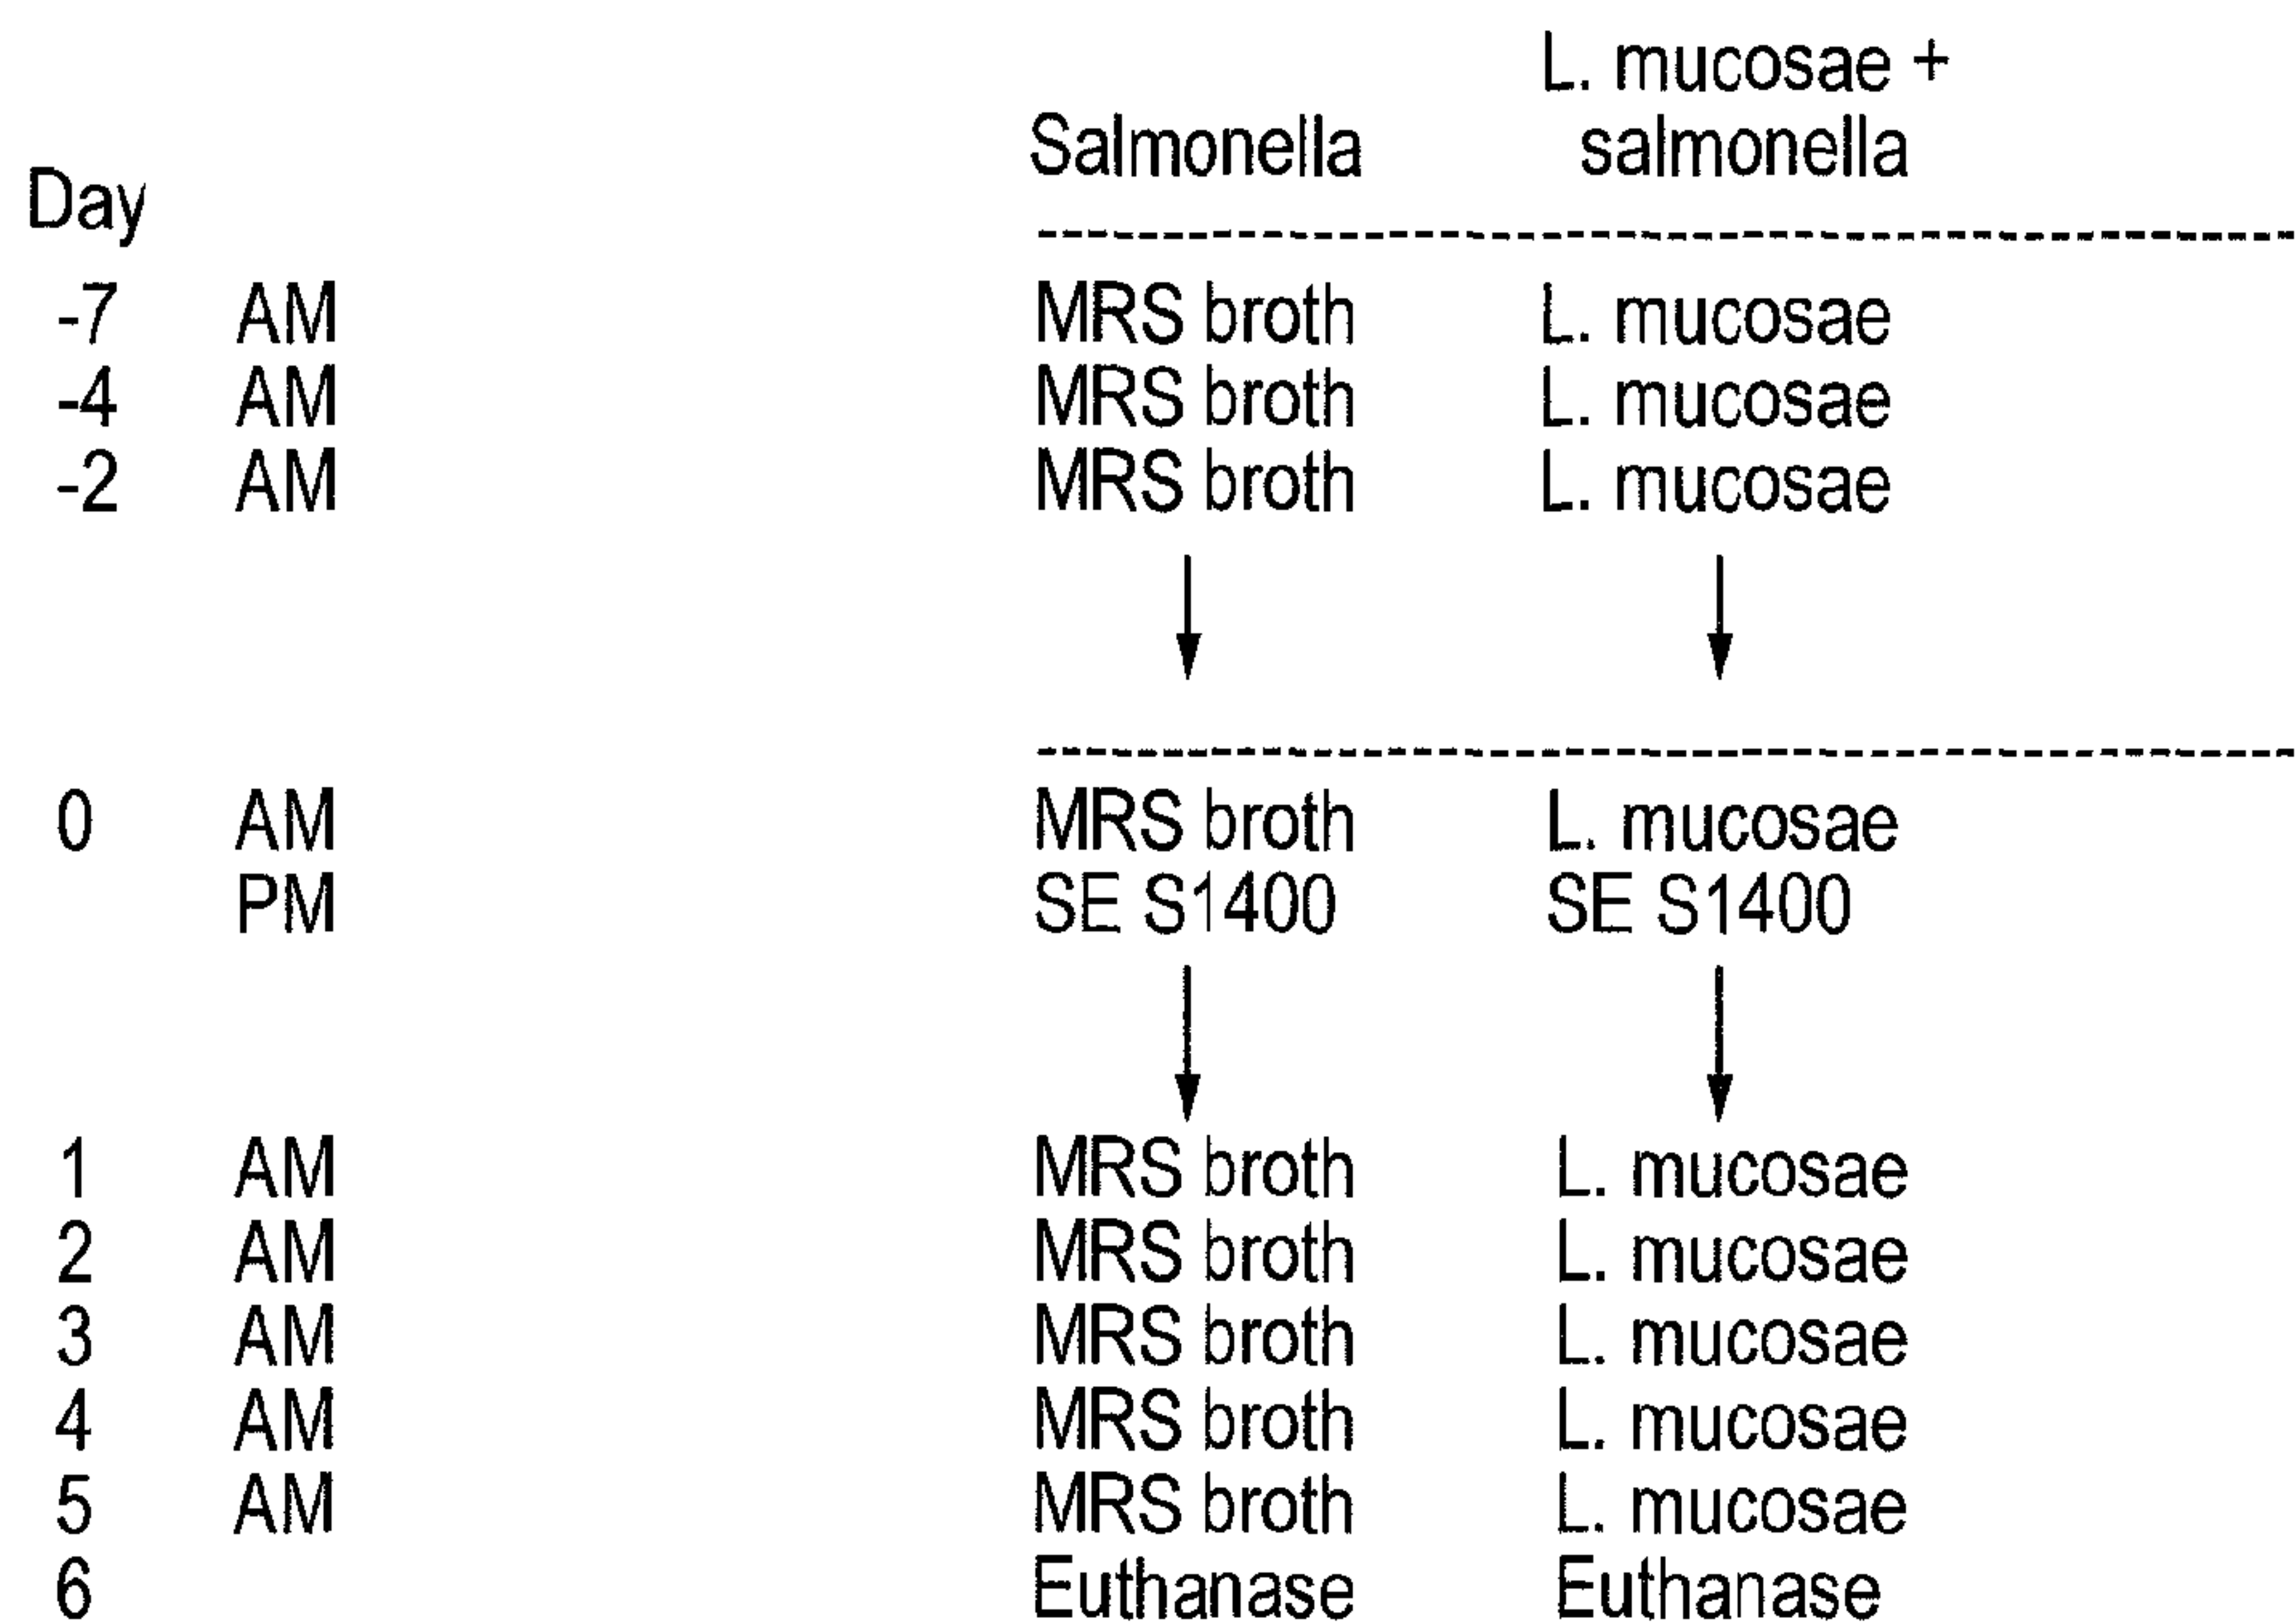 L. mucosae +
Salmonella salmonella
Day
-7 AM MRS broth L. mucosae
-4 AM MRS broth L. mucosae
-2 AM MRS broth L. mucosae
0 AM MRS broth L. mucosae
PM SE S1400 SE S1400
1 AM MRS broth L. mucosae
2 AM MRS broth L. mucosae
3 AM MRS broth L. mucosae
4 AM MRS broth L. mucosae
5 AM MRS broth L. mucosae
6 Euthanase Euthanase